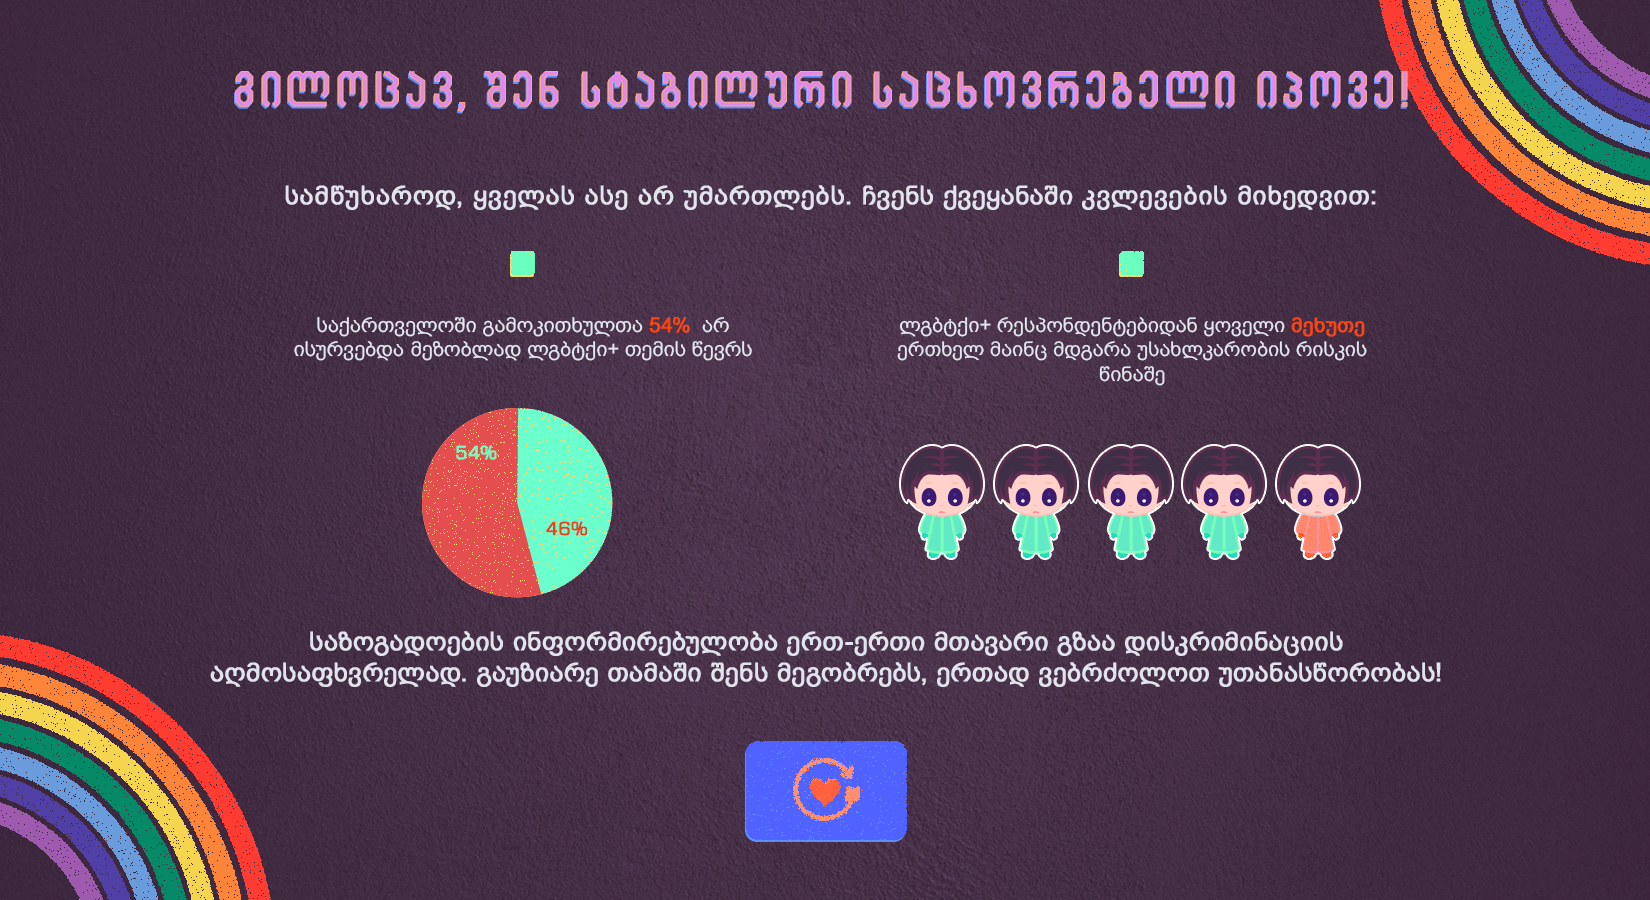 გილოცავ, შენ სტაბილური საცხოვრებელი იპოვე!
სამწუხაროდ, ყველას ასე არ უმართლებს. ჩვენს ქვეყანაში კვლევების მიხედვით:
საქართველოში გამოკითხულთა 54% არ
ისურვებდა მეზობლად ლგბტქი+ თემის წევრს
54%
46%
ლგბტქი+ რესპონდენტებიდან ყოველი მეხუთე
ერთხელ მაინც მდგარა უსახლკარობის რისკის
წინაშე
საზოგადოების ინფორმირებულობა ერთ-ერთი მთავარი გზაა დისკრიმინაციის
აღმოსაფხვრელად. გაუზიარე თამაში შენს მეგობრებს, ერთად ვებრძოლოთ უთანასწორობას!